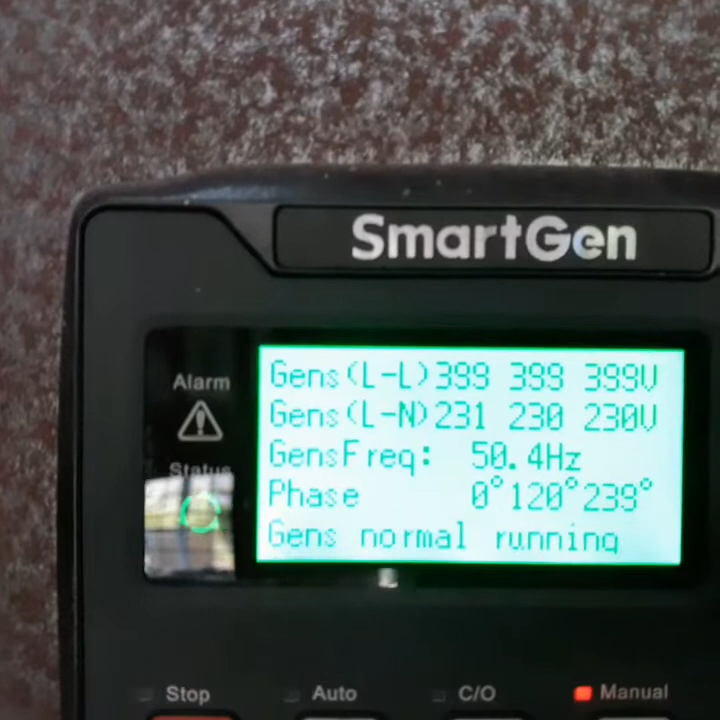 SmartGen
Alarm
Status
Gens(L-L)399 399 399V
Gens(L-N)231 230 230V
GensFreq: 50.4Hz
Phase 0°120°239°
Gens normal running
Stop Auto C/O Manual